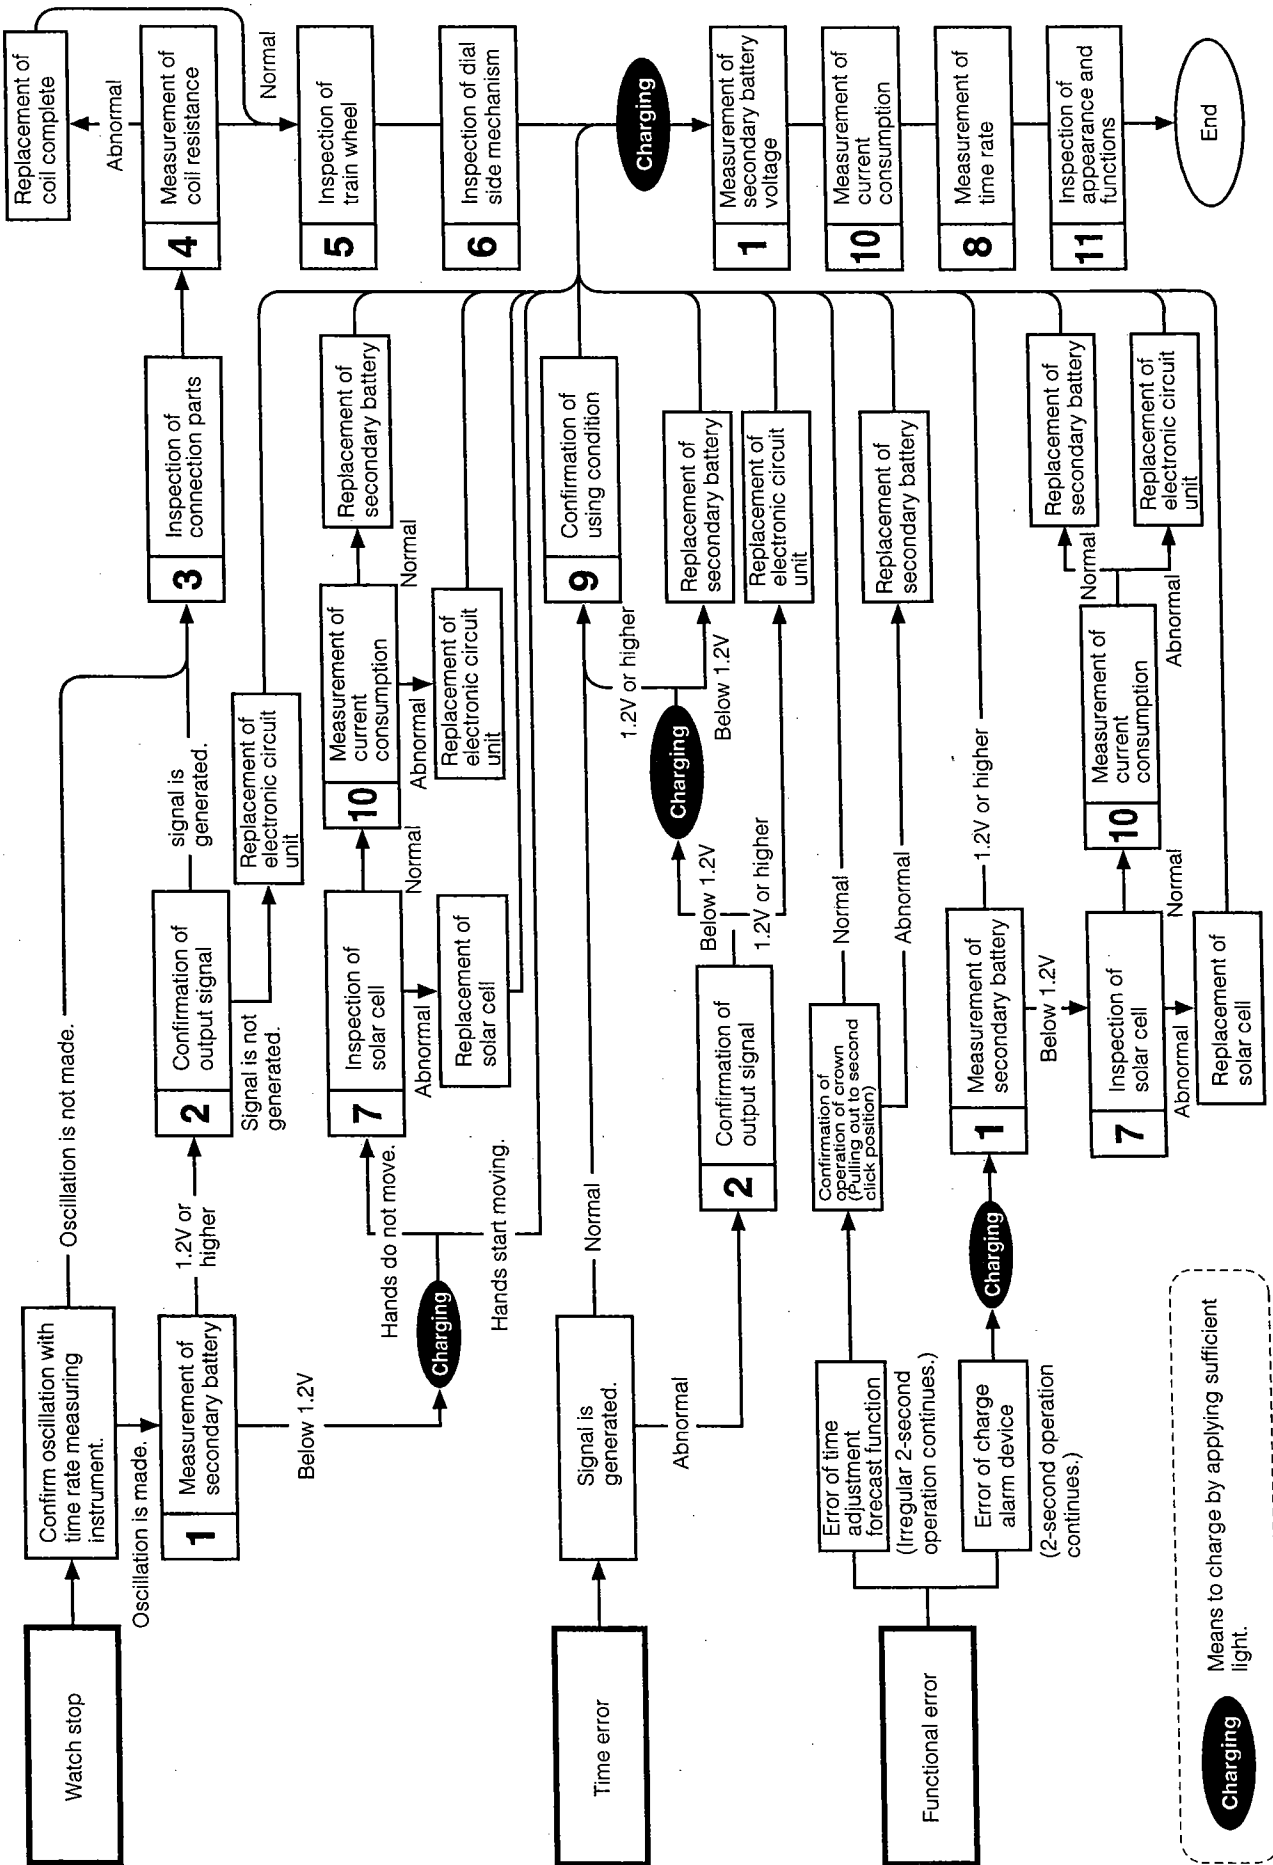 Watch stop
Confirm oscillation with
time rate measuring
instrument.
Oscillation is not made.
Oscillation is made.
1
Measurement of
secondary battery
1.2V or
higher
Below 1.2V
2
Confirmation of
output signal
signal is
generated.
Signal is not
generated.
Replacement of
electronic circuit
unit
3
Inspection of
connection parts
4
Measurement of
coil resistance
Abnormal
Replacement of
coil complete
Normal
5
Inspection of
train wheel
6
Inspection of dial
side mechanism
Charging
Hands do not move.
Hands start moving.
7
Inspection of
solar cell
Normal
Abnormal
Replacement of
solar cell
10
Measurement of
current
consumption
Normal
Abnormal
Replacement of
secondary battery
Replacement of
electronic circuit
unit
Time error
Signal is
generated.
Normal
Abnormal
2
Confirmation of
output signal
Below 1.2V
1.2V or higher
Charging
1.2V or higher
Below 1.2V
9
Confirmation of
using condition
Replacement of
secondary battery
Replacement of
electronic circuit
unit
Functional error
Error of time
adjustment
forecast function
(Irregular 2-second
operation continues.)
Confirmation of
operation of crown
(Pulling out to second
click position)
Normal
Abnormal
Replacement of
secondary battery
Error of charge
alarm device
(2-second operation
continues.)
Charging
1
Measurement of
secondary battery
1.2V or higher
Below 1.2V
7
Inspection of
solar cell
Normal
Abnormal
Replacement of
solar cell
10
Measurement of
current
consumption
Normal
Abnormal
Replacement of
secondary battery
Replacement of
electronic circuit
unit
Charging
1
Measurement of
secondary battery
voltage
10
Measurement of
current
consumption
8
Measurement of
time rate
11
Inspection of
appearance and
functions
End
Charging
Means to charge by applying sufficient
light.